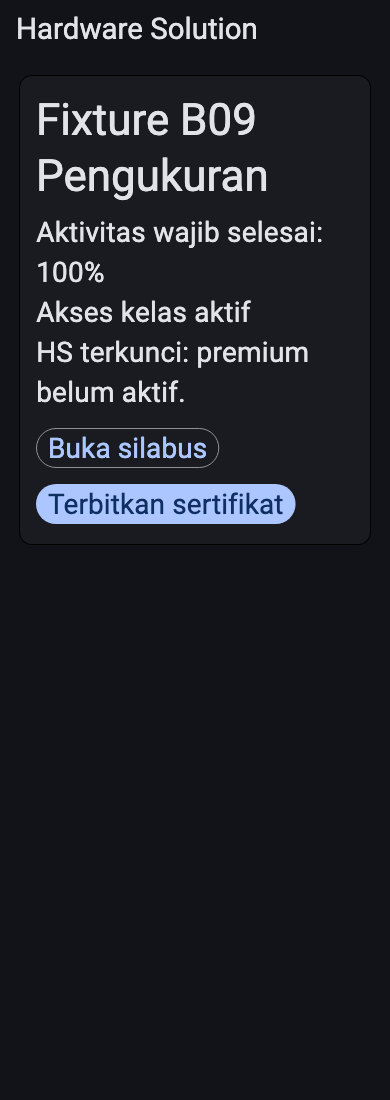 Hardware Solution
Fixture B09
Pengukuran
Aktivitas wajib selesai:
100%
Akses kelas aktif
HS terkunci: premium
belum aktif.
Buka silabus
Terbitkan sertifikat